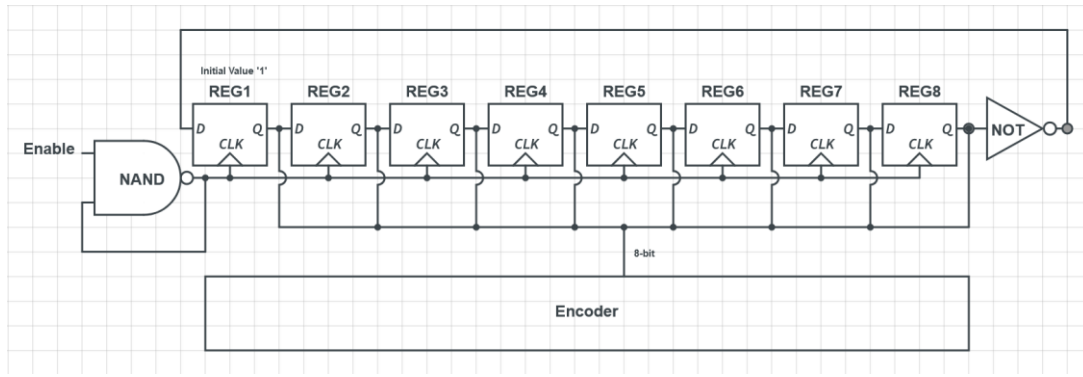 Initial Value '1'
REG1 REG2 REG3 REG4 REG5 REG6 REG7 REG8
D Q D Q D Q D Q D Q D Q D Q D Q NOT
CLK CLK CLK CLK CLK CLK CLK CLK
Enable
NAND
8-bit
Encoder